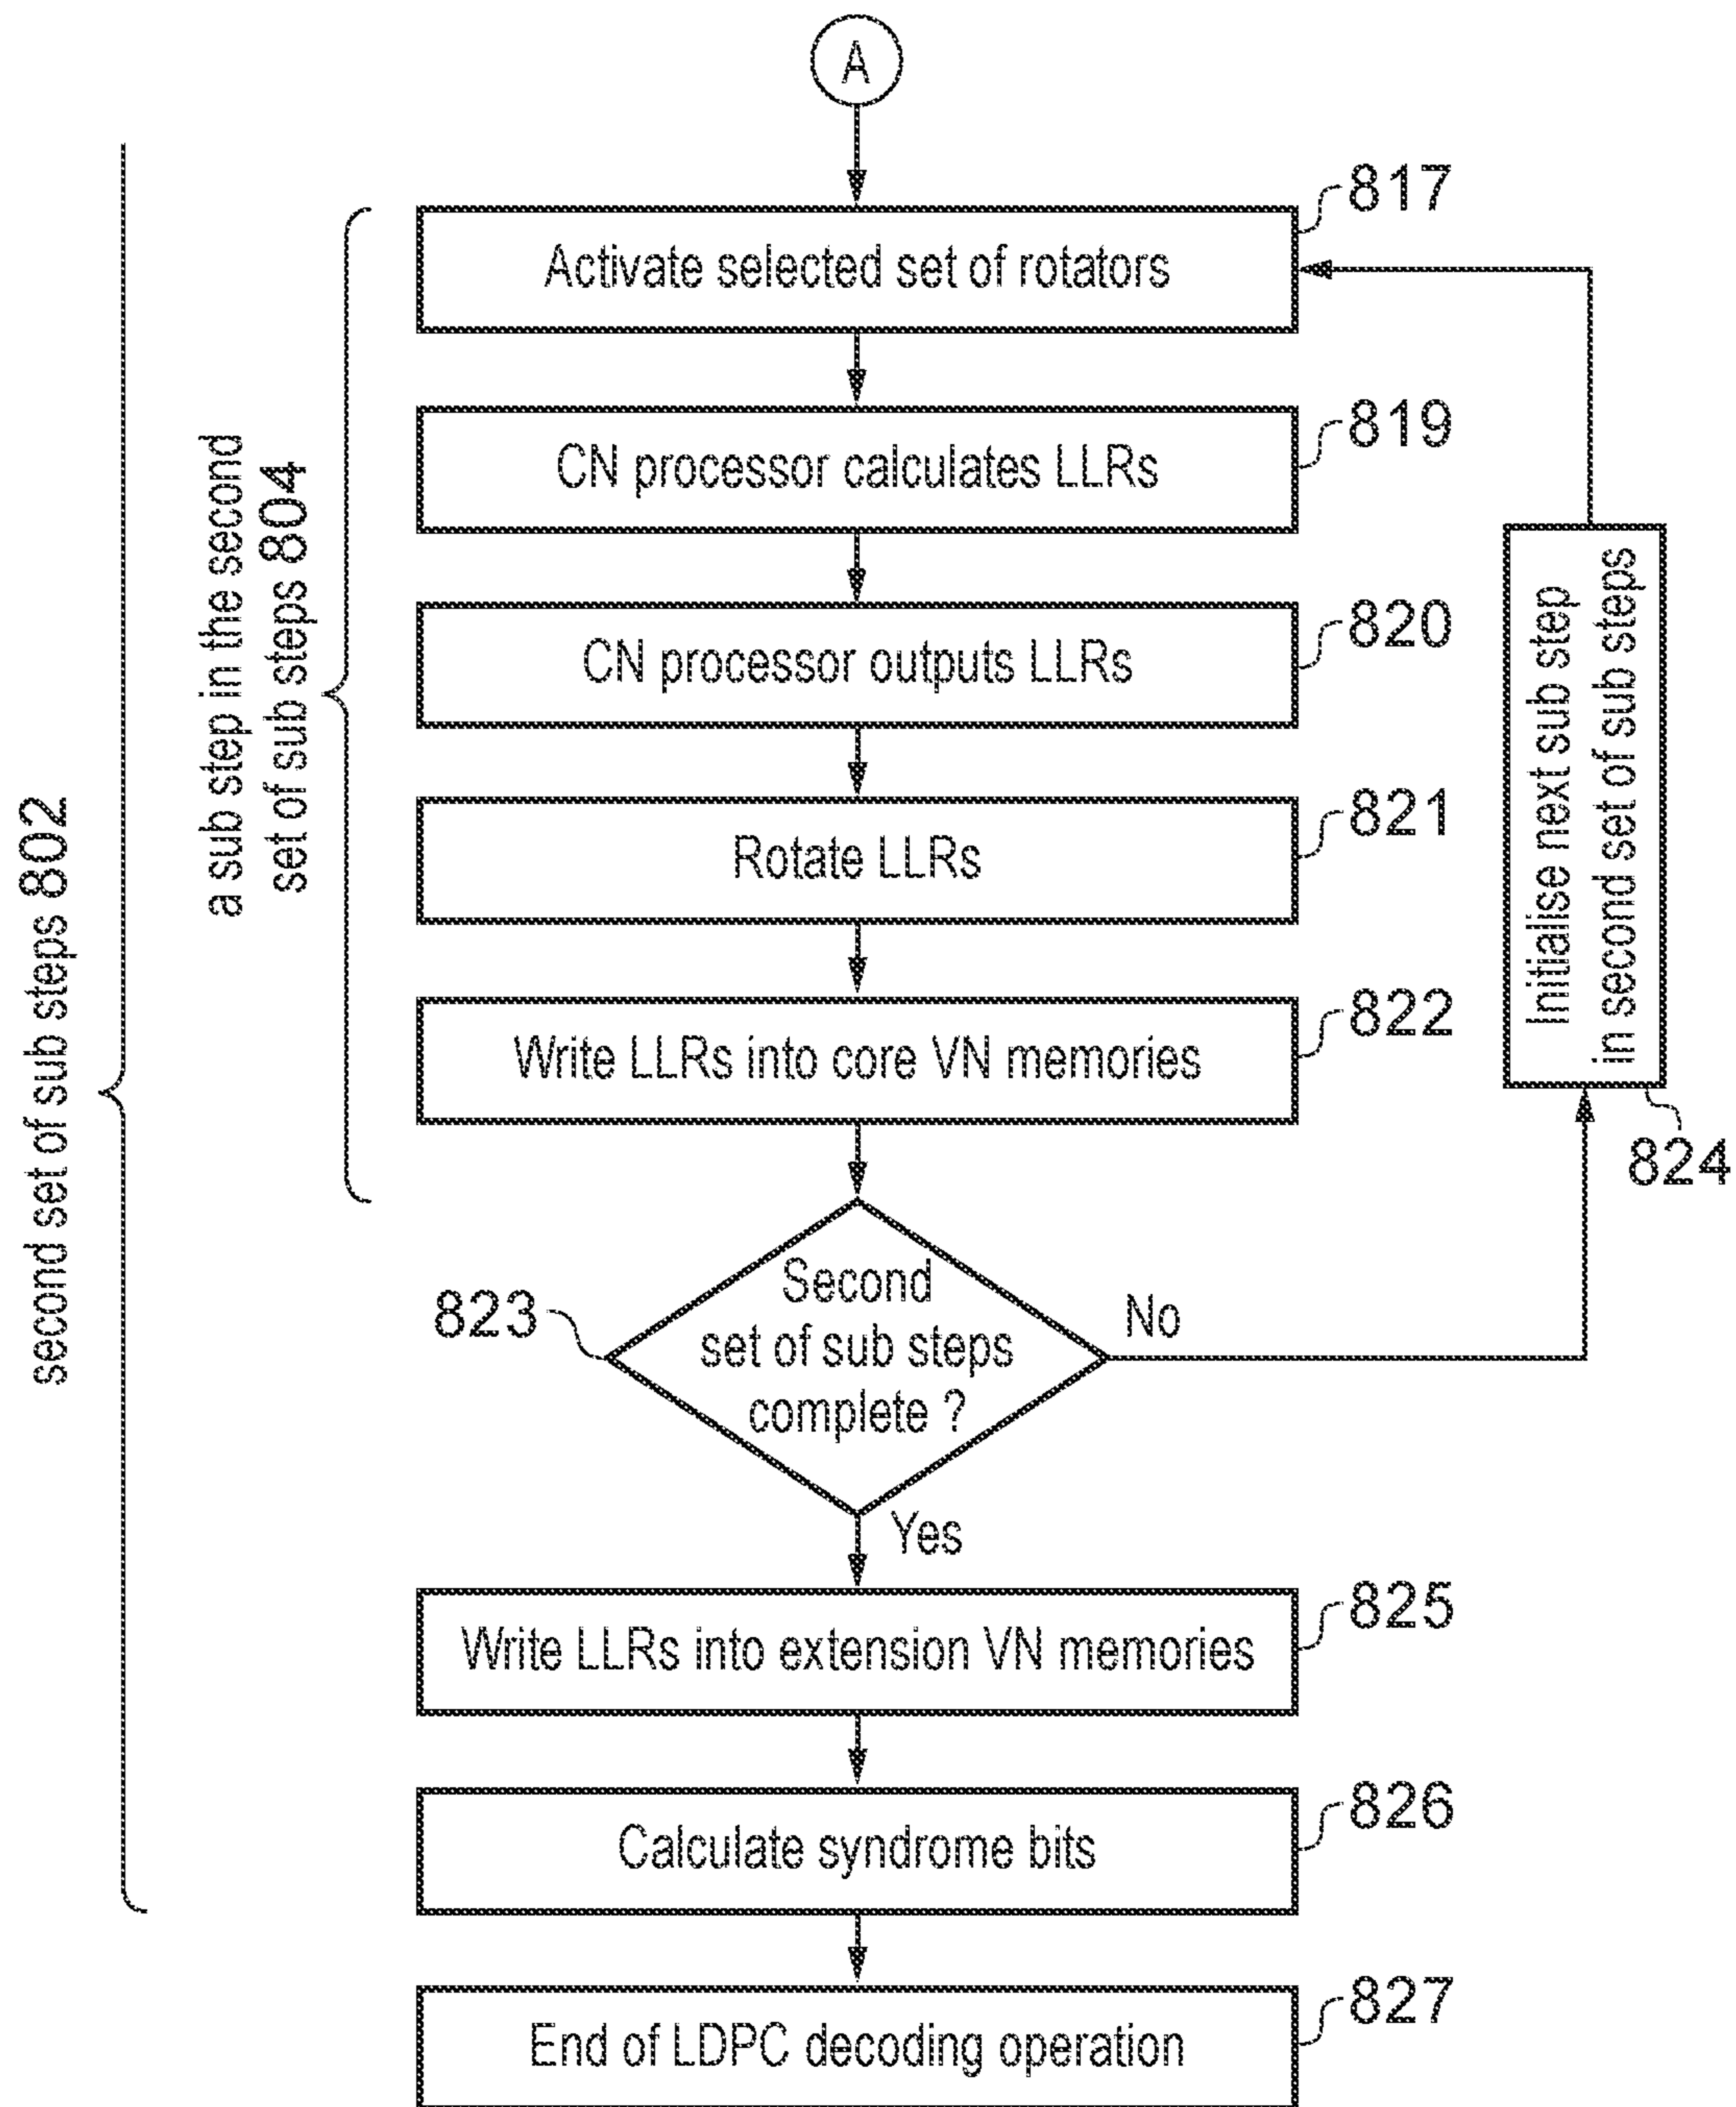 A
817
Activate selected set of rotators
819
CN processor calculates LLRs
820
CN processor outputs LLRs
821
Rotate LLRs
822
Write LLRs into core VN memories
a sub step in the second
set of sub steps 804
second set of sub steps 802
Initialise next sub step
in second set of sub steps
824
823
Second
set of sub steps
complete ?
No
Yes
825
Write LLRs into extension VN memories
826
Calculate syndrome bits
827
End of LDPC decoding operation